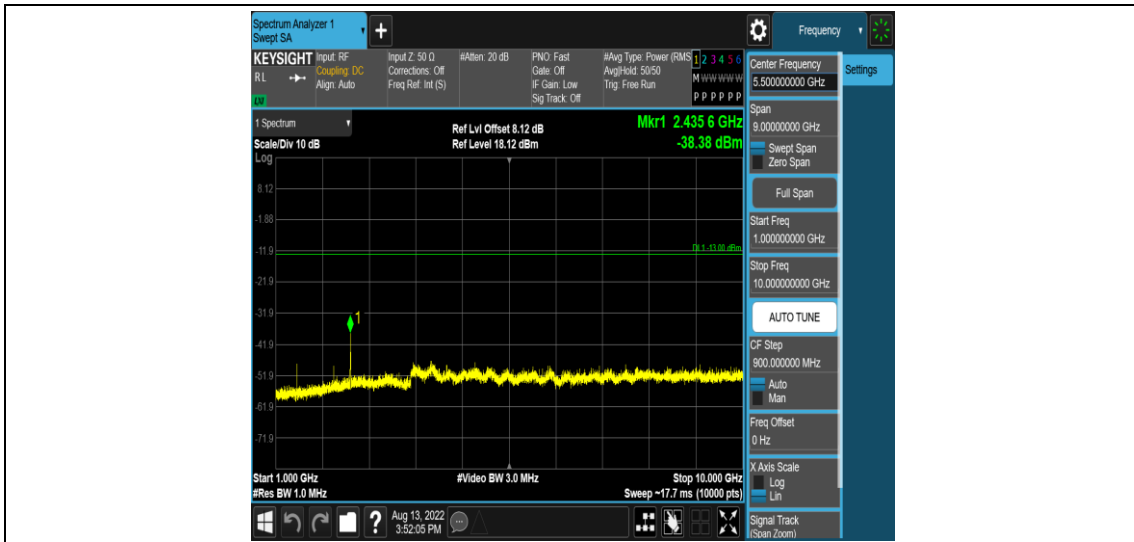 Spectrum Analyzer 1
Swept SA
+
Frequency
KEYSIGHT
RL
LXI
Input: RF
Coupling: DC
Align: Auto
Input Z: 50 Ω
Corrections: Off
Freq Ref: Int (S)
#Atten: 20 dB
PNO: Fast
Gate: Off
IF Gain: Low
Sig Track: Off
#Avg Type: Power (RMS
Avg|Hold: 50/50
Trig: Free Run
1 2 3 4 5 6
M W W W W W
P P P P P P
Center Frequency
5.500000000 GHz
Settings
Span
9.00000000 GHz
Swept Span
Zero Span
Full Span
Start Freq
1.000000000 GHz
Stop Freq
10.000000000 GHz
AUTO TUNE
CF Step
900.000000 MHz
Auto
Man
Freq Offset
0 Hz
X Axis Scale
Log
Lin
Signal Track
(Span Zoom)
1 Spectrum
Scale/Div 10 dB
Ref Lvl Offset 8.12 dB
Ref Level 18.12 dBm
Mkr1 2.435 6 GHz
-38.38 dBm
Log
8.12
-1.88
-11.9
DL1 -13.00 dBm
-21.9
-31.9
1
-41.9
-51.9
-61.9
-71.9
Start 1.000 GHz
#Video BW 3.0 MHz
Stop 10.000 GHz
#Res BW 1.0 MHz
Sweep ~17.7 ms (10000 pts)
?
Aug 13, 2022
3:52:05 PM